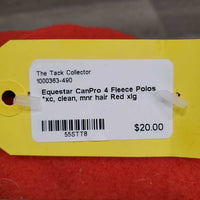 The Tack Collector
1000363-490
Equestar CanPro 4 Fleece Polos
*xc, clean, mnr hair Red xlg
55STT8
$20.00